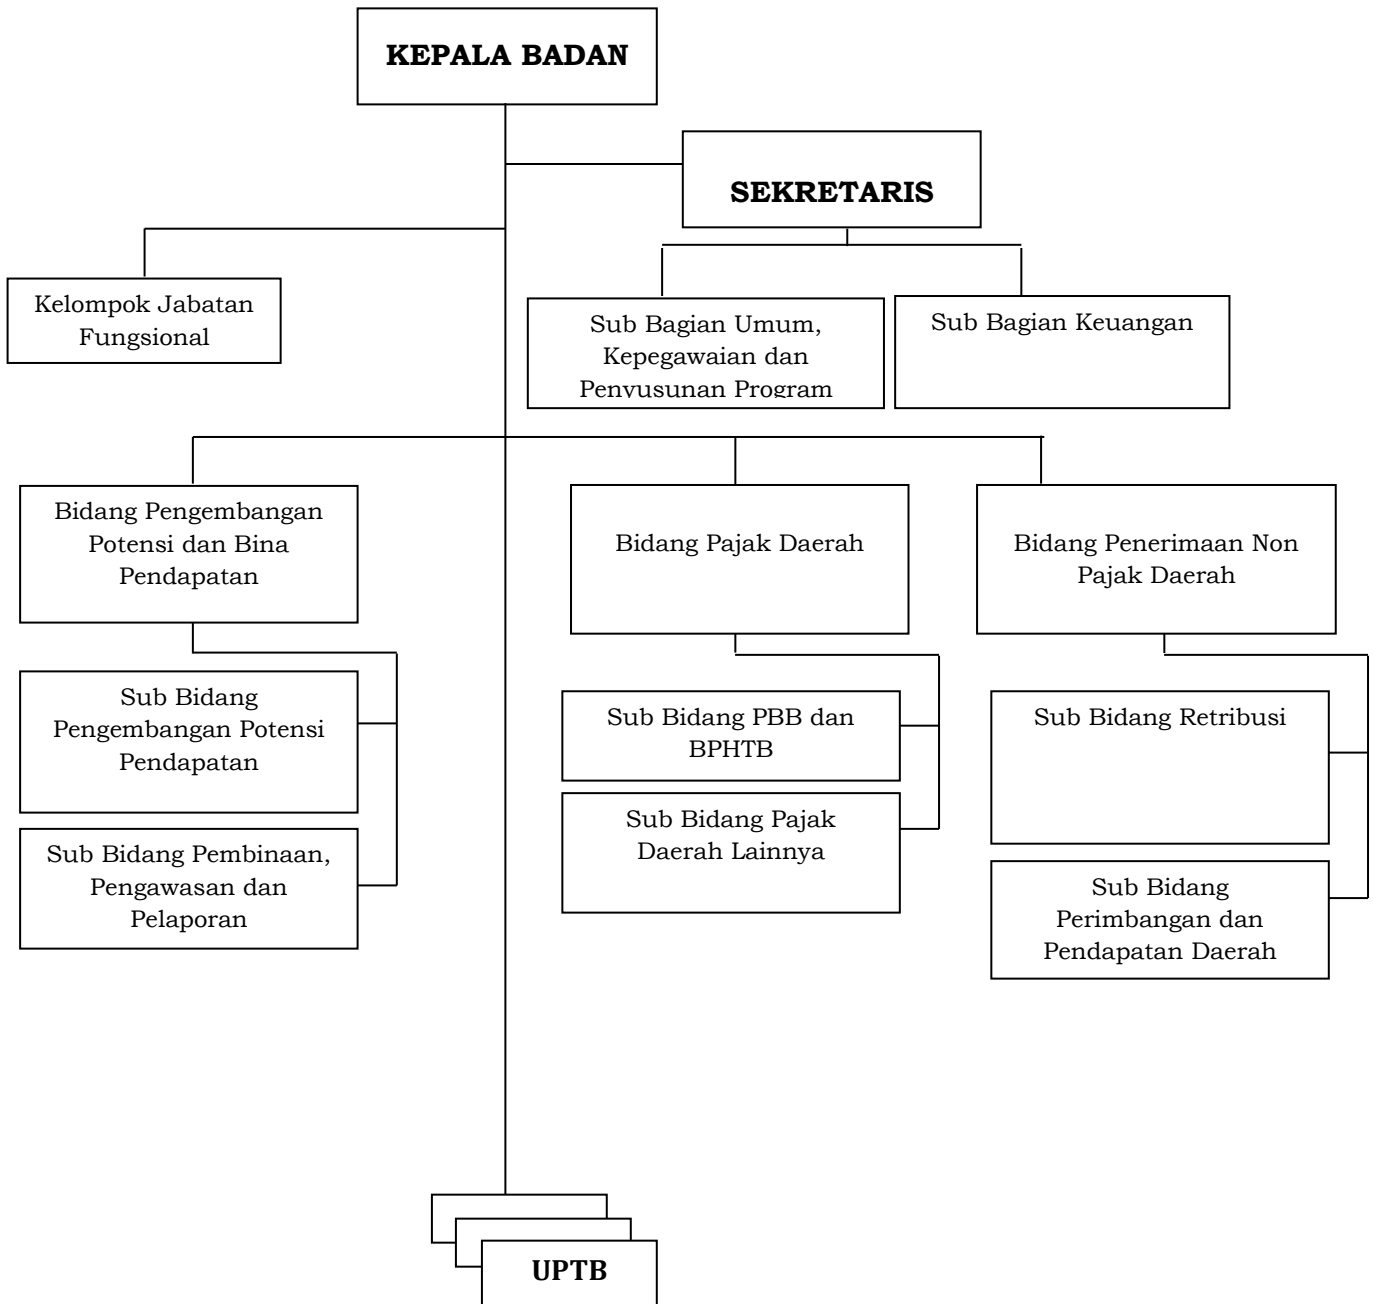 KEPALA BADAN
SEKRETARIS
Kelompok Jabatan
Fungsional
Sub Bagian Umum,
Kepegawaian dan
Penyusunan Program
Sub Bagian Keuangan
Bidang Pengembangan
Potensi dan Bina
Pendapatan
Bidang Pajak Daerah
Bidang Penerimaan Non
Pajak Daerah
Sub Bidang
Pengembangan Potensi
Pendapatan
Sub Bidang Pembinaan,
Pengawasan dan
Pelaporan
Sub Bidang PBB dan
BPHTB
Sub Bidang Pajak
Daerah Lainnya
Sub Bidang Retribusi
Sub Bidang
Perimbangan dan
Pendapatan Daerah
UPTB